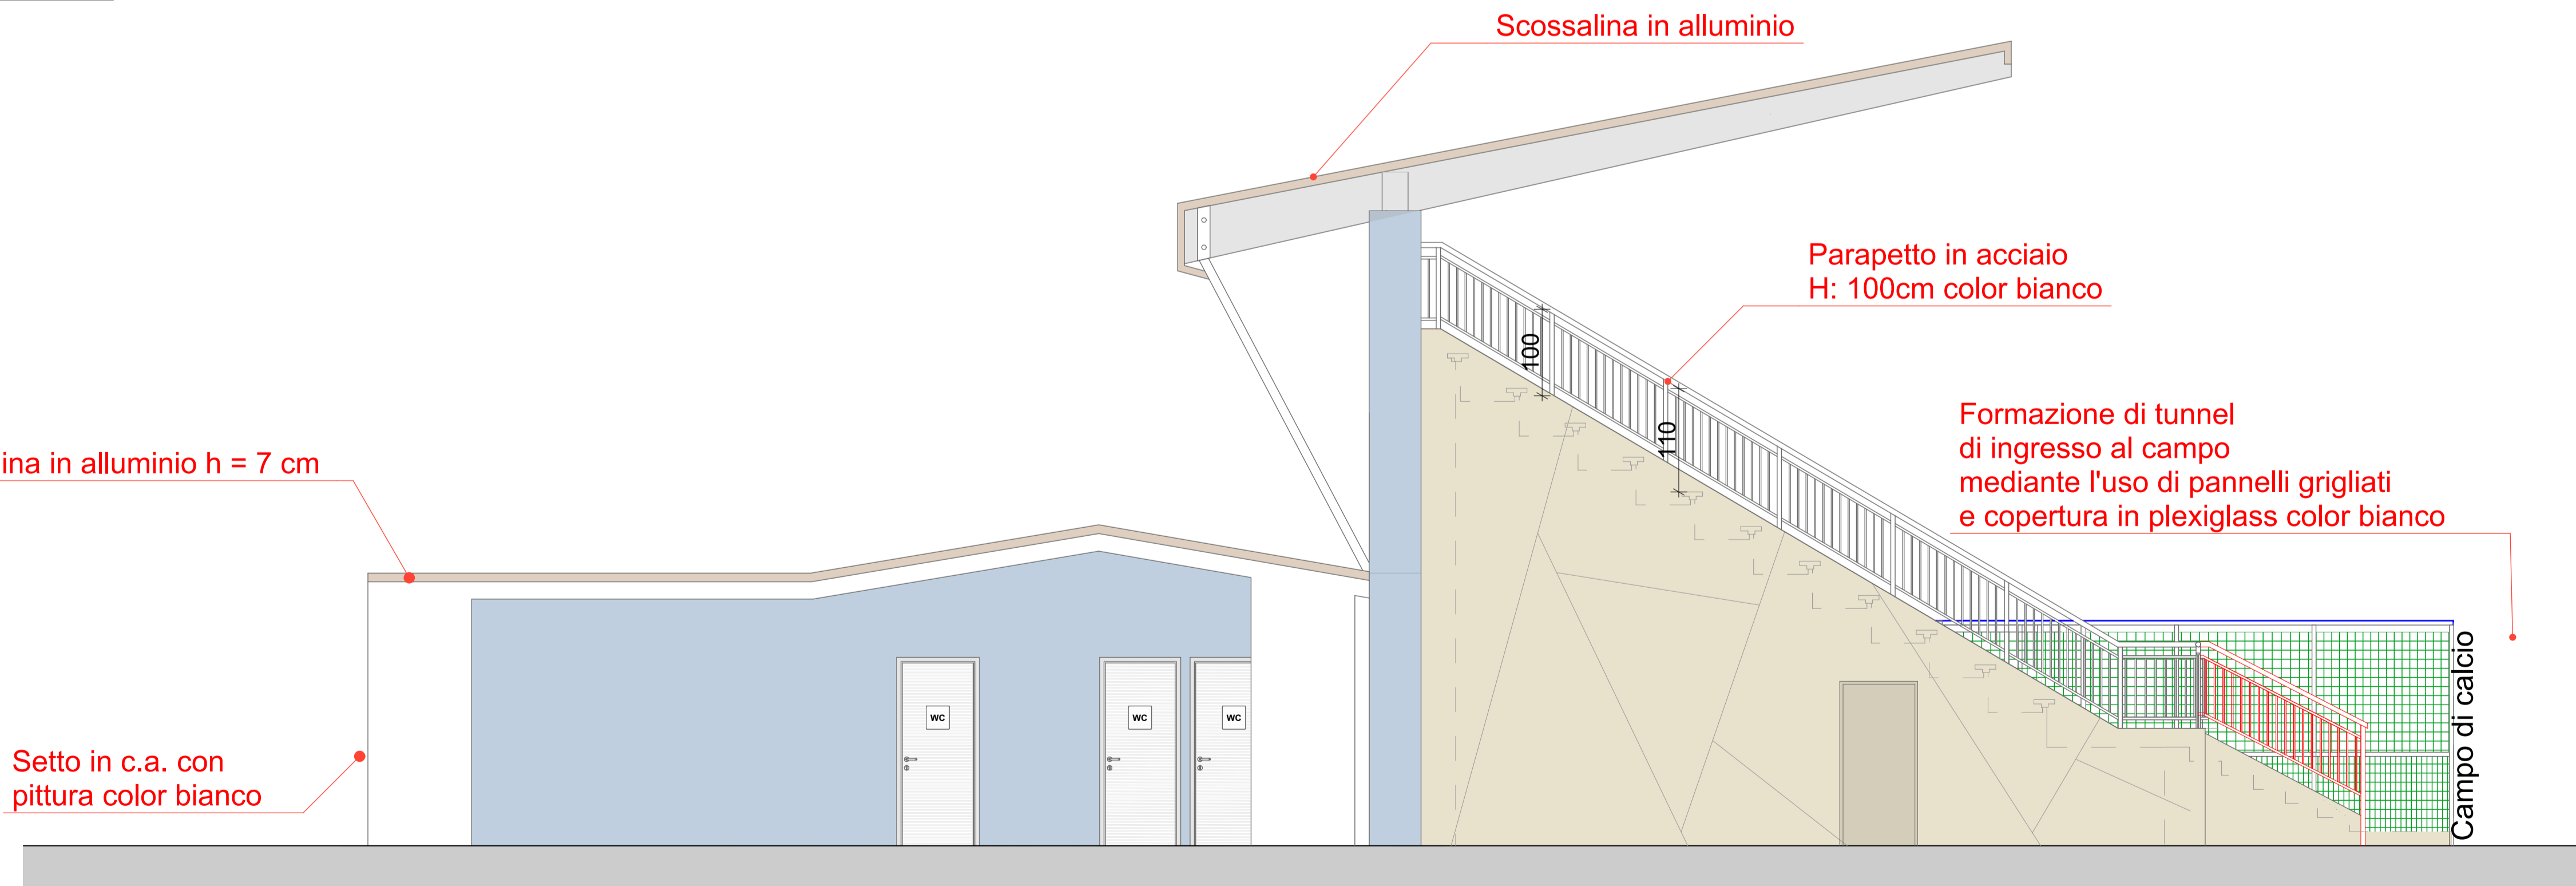 Scossalina in alluminio
Parapetto in acciaio
H: 100cm color bianco
100
110
Formazione di tunnel
di ingresso al campo
mediante l'uso di pannelli grigliati
e copertura in plexiglass color bianco
ina in alluminio h = 7 cm
Campo di calcio
WC
WC
WC
Setto in c.a. con
pittura color bianco